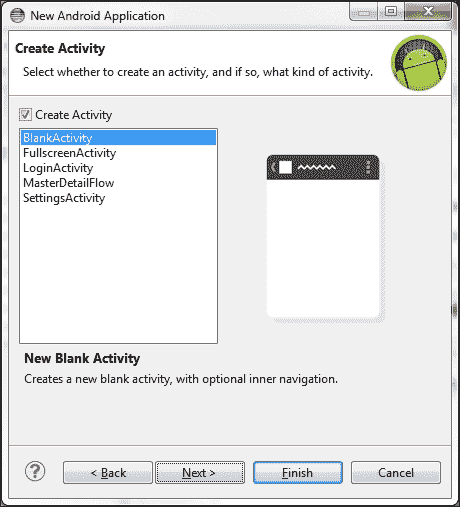 New Android Application
Create Activity
Select whether to create an activity, and if so, what kind of activity.
Create Activity
BlankActivity
FullscreenActivity
LoginActivity
MasterDetailFlow
SettingsActivity
New Blank Activity
Creates a new blank activity, with optional inner navigation.
? < Back Next > Finish Cancel